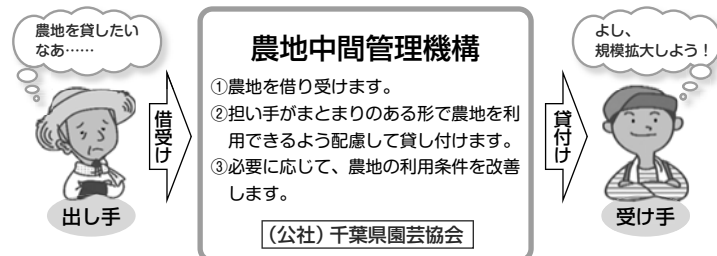 農地を貸したい
なあ……
出し手
借受け
農地中間管理機構
①農地を借り受けます。
②担い手がまとまりのある形で農地を利
用できるよう配慮して貸し付けます。
③必要に応じて、農地の利用条件を改善
します。
(公社)千葉県園芸協会
貸付け
よし、
規模拡大しよう！
受け手